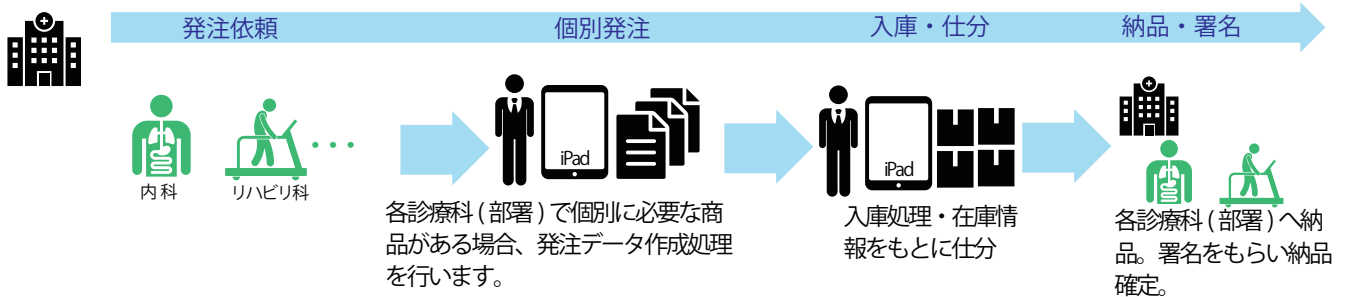 発注依頼
個別発注
入庫・仕分
納品・署名
内科
リハビリ科
iPad
各診療科(部署)で個別に必要な商
品がある場合、発注データ作成処理
を行います。
iPad
入庫処理・在庫情
報をもとに仕分
各診療科(部署)へ納
品。署名をもらい納品
確定。